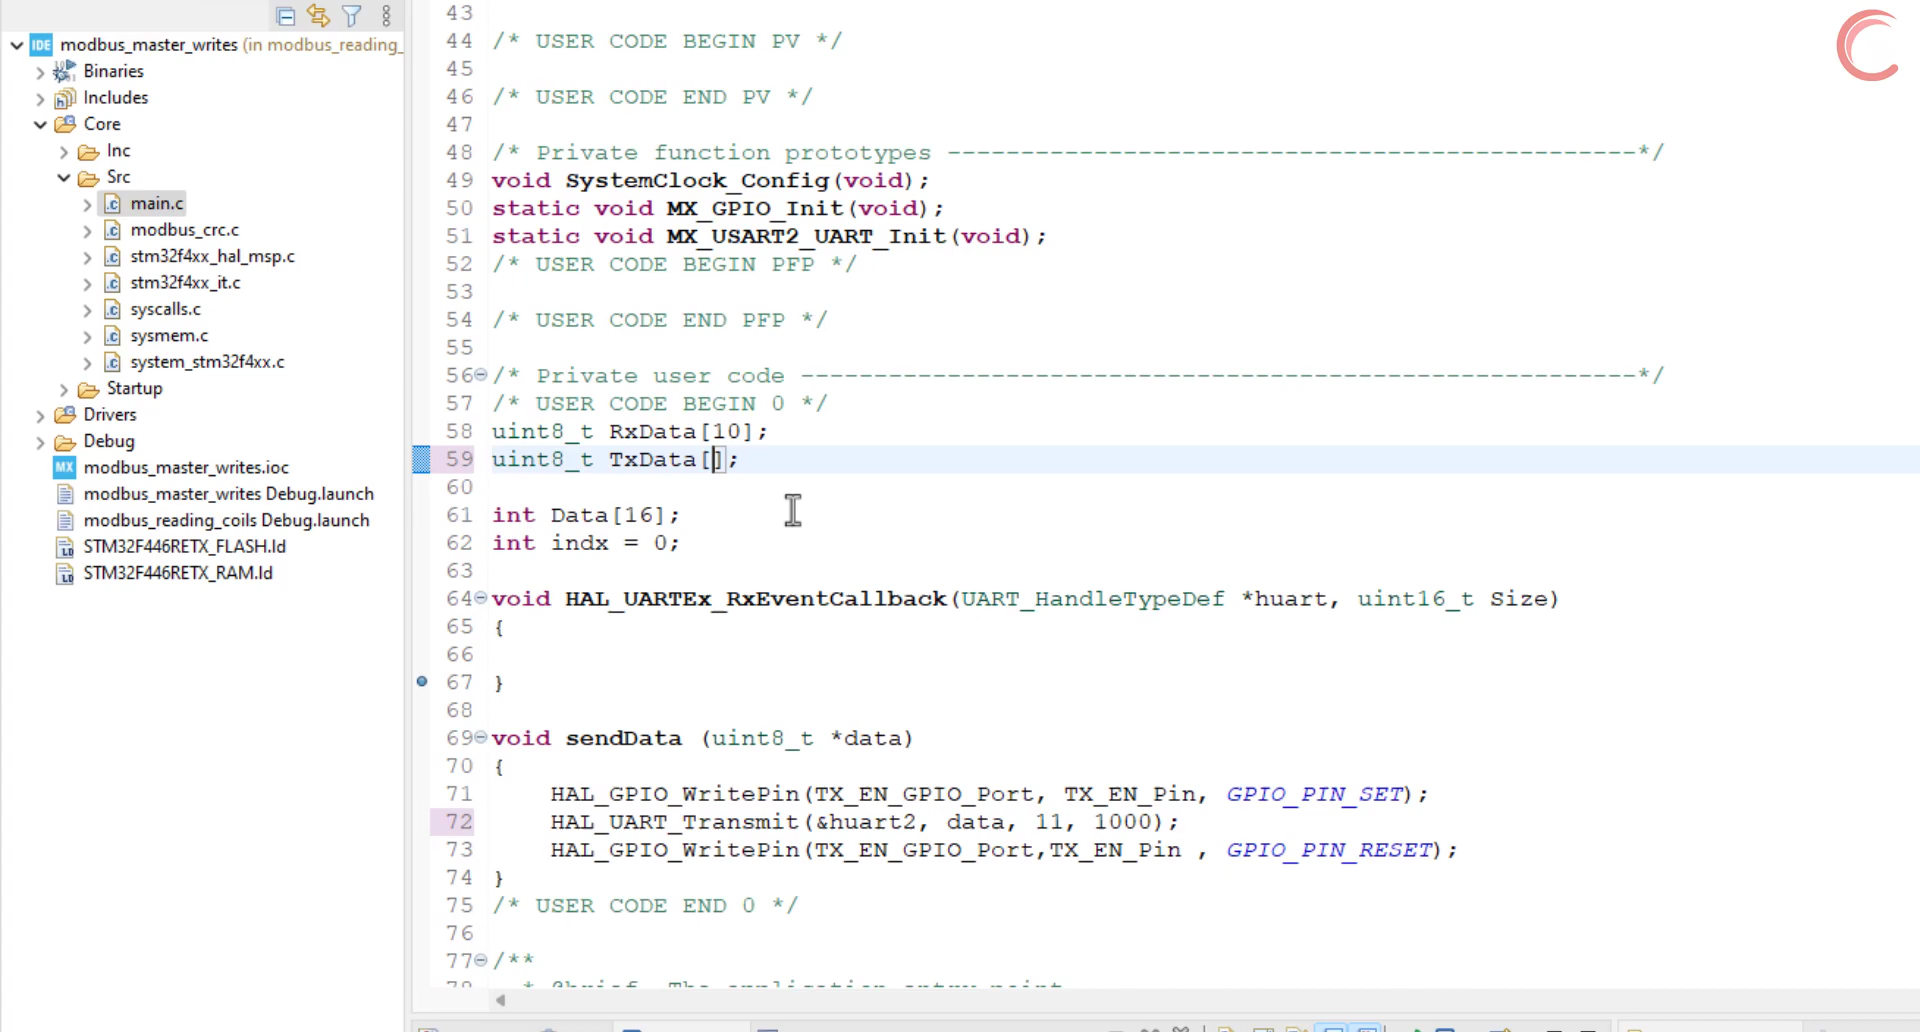 modbus_master_writes (in modbus_reading_
Binaries
Includes
Core
Inc
Src
main.c
modbus_crc.c
stm32f4xx_hal_msp.c
stm32f4xx_it.c
syscalls.c
sysmem.c
system_stm32f4xx.c
Startup
Drivers
Debug
modbus_master_writes.ioc
modbus_master_writes Debug.launch
modbus_reading_coils Debug.launch
STM32F446RETX_FLASH.ld
STM32F446RETX_RAM.ld
43
44 /* USER CODE BEGIN PV */
45
46 /* USER CODE END PV */
47
48 /* Private function prototypes -----------------------------------------------*/
49 void SystemClock_Config(void);
50 static void MX_GPIO_Init(void);
51 static void MX_USART2_UART_Init(void);
52 /* USER CODE BEGIN PFP */
53
54 /* USER CODE END PFP */
55
56 /* Private user code ---------------------------------------------------------*/
57 /* USER CODE BEGIN 0 */
58 uint8_t RxData[10];
59 uint8_t TxData[];
60
61 int Data[16];
62 int indx = 0;
63
64 void HAL_UARTEx_RxEventCallback(UART_HandleTypeDef *huart, uint16_t Size)
65 {
66
67 }
68
69 void sendData (uint8_t *data)
70 {
71 HAL_GPIO_WritePin(TX_EN_GPIO_Port, TX_EN_Pin, GPIO_PIN_SET);
72 HAL_UART_Transmit(&huart2, data, 11, 1000);
73 HAL_GPIO_WritePin(TX_EN_GPIO_Port,TX_EN_Pin , GPIO_PIN_RESET);
74 }
75 /* USER CODE END 0 */
76
77 /**
78 * @brief The application entry point